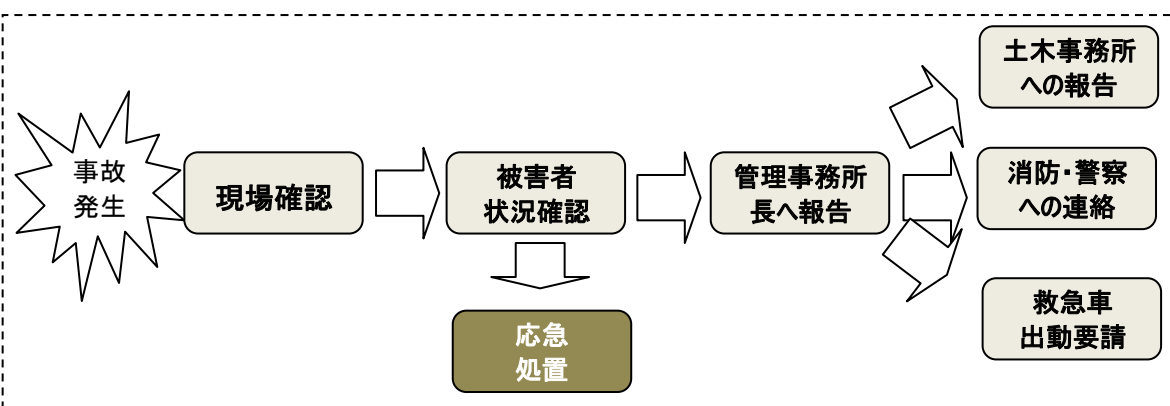 事故
発生
現場確認
被害者
状況確認
応急
処置
管理事務所
長へ報告
土木事務所
への報告
消防・警察
への連絡
救急車
出動要請